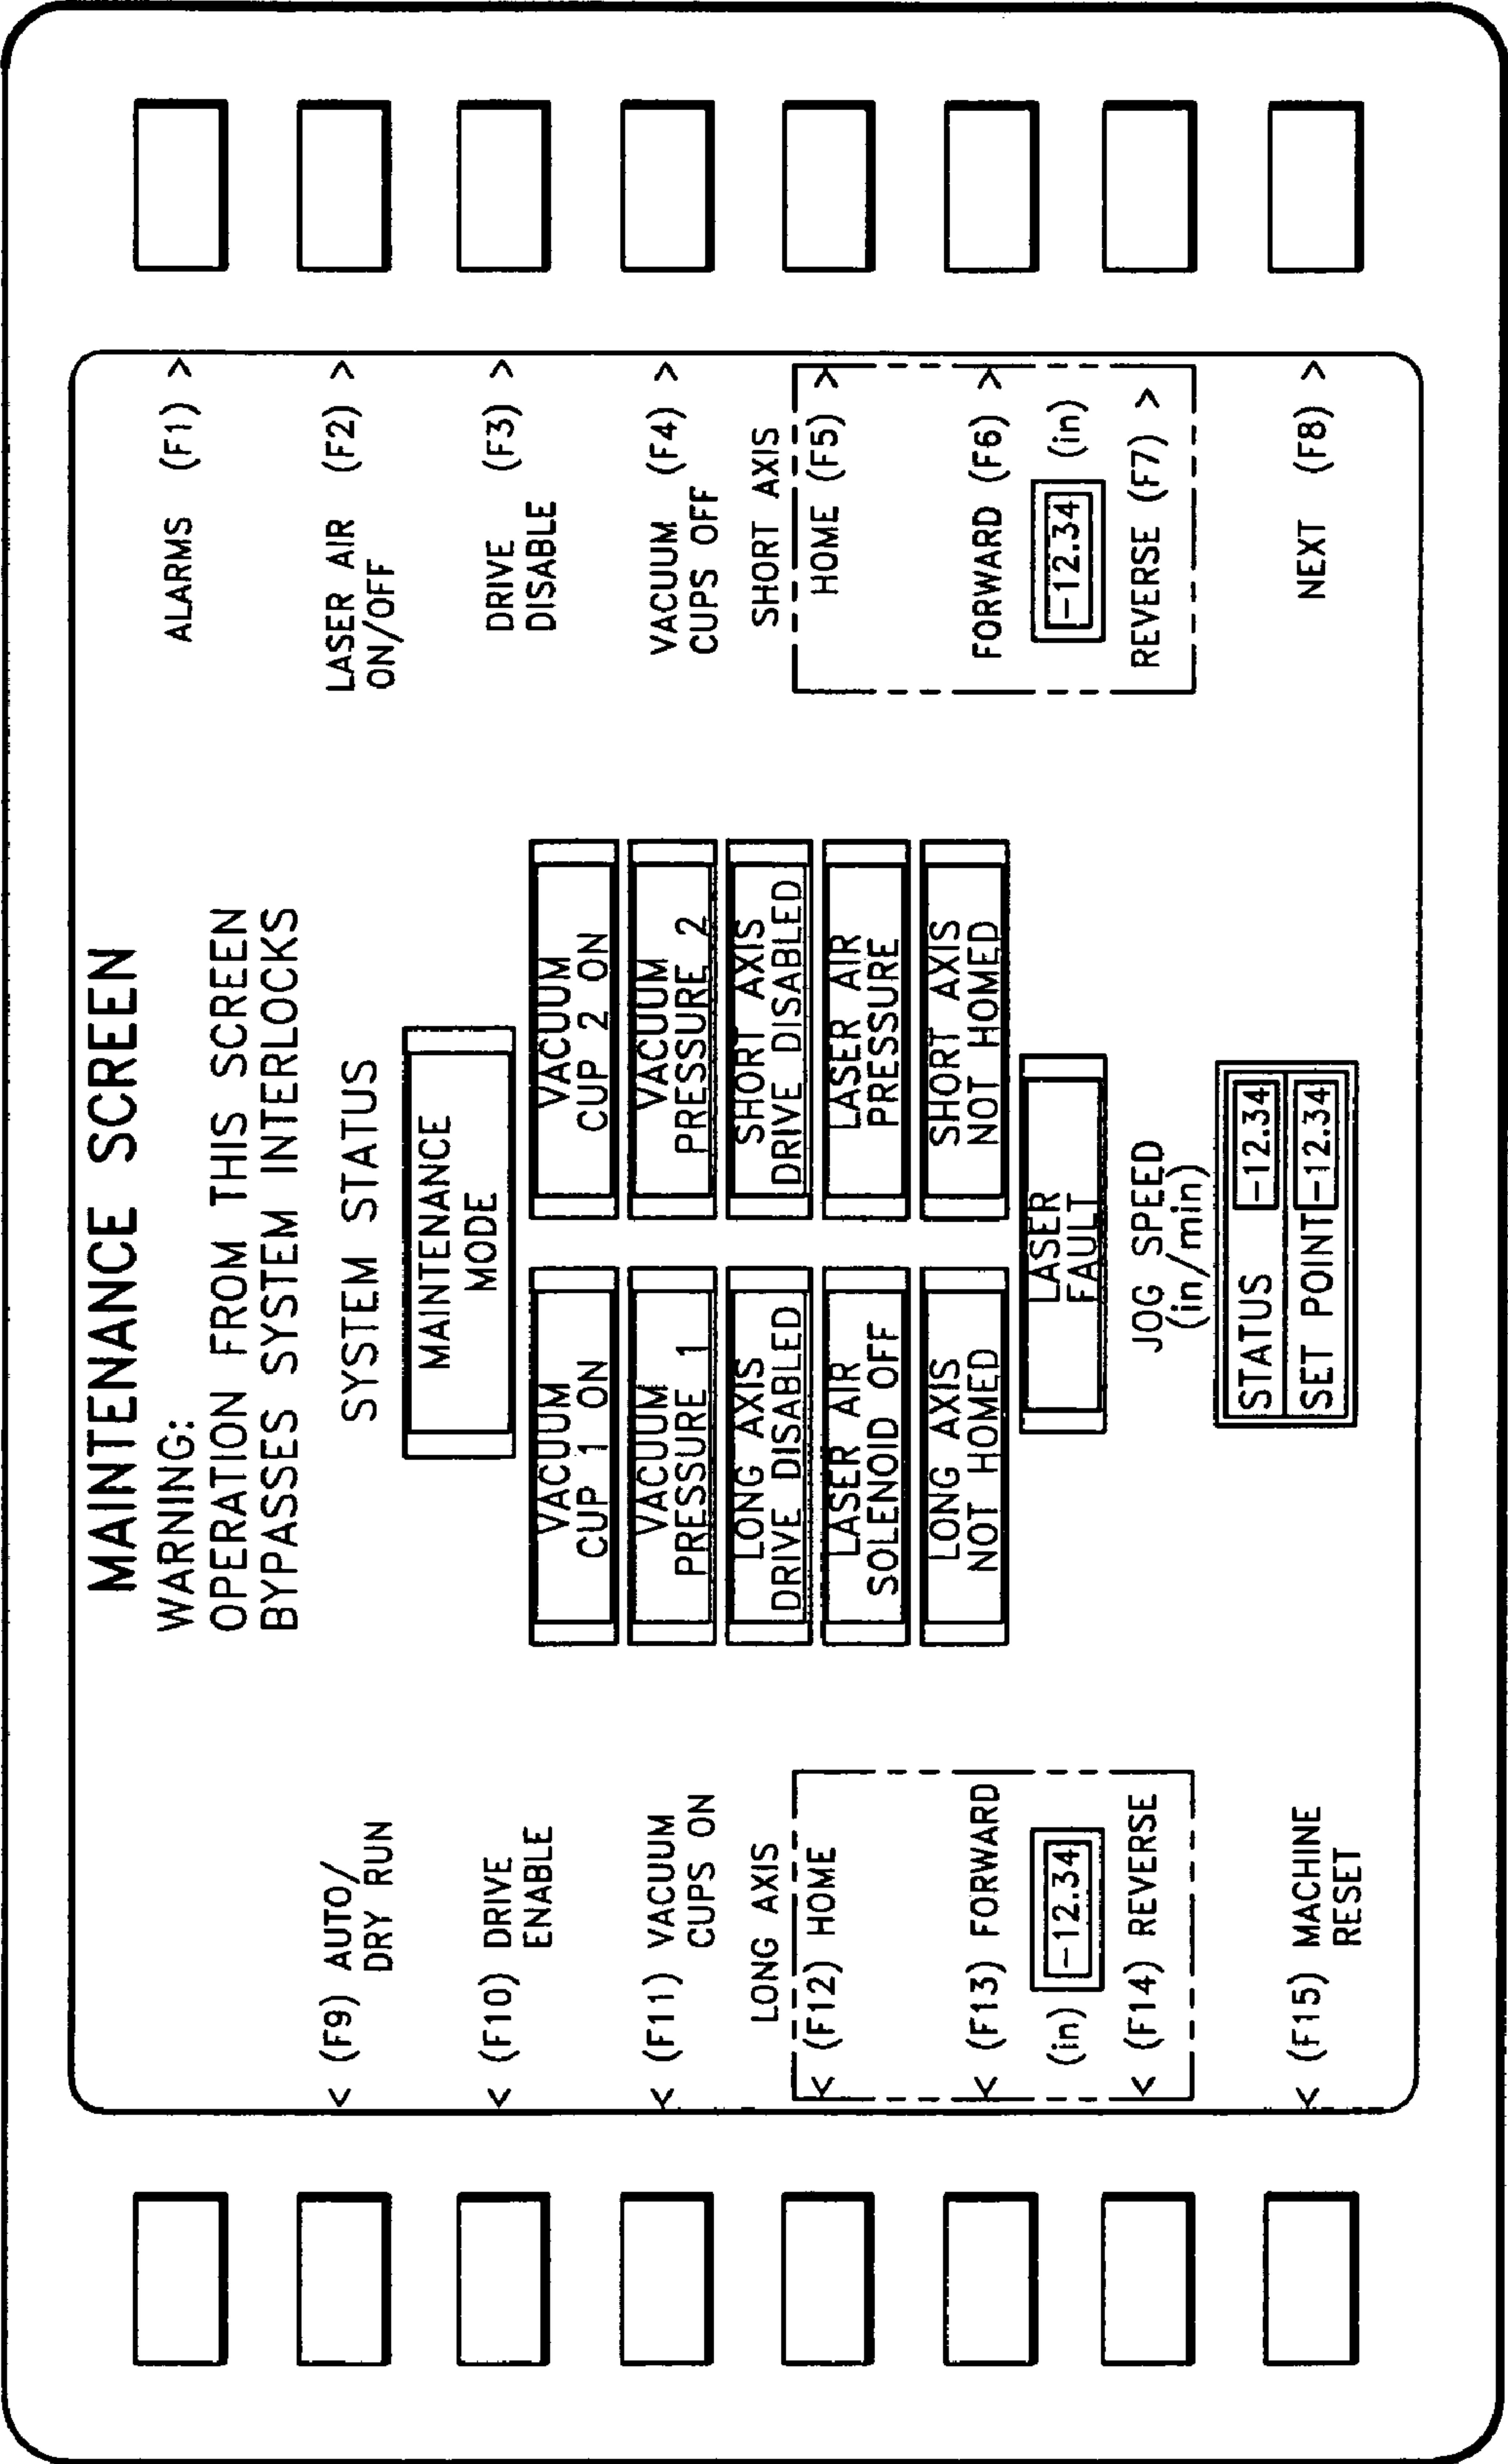 MAINTENANCE SCREEN
WARNING:
OPERATION FROM THIS SCREEN
BYPASSES SYSTEM INTERLOCKS
SYSTEM STATUS
MAINTENANCE
MODE
< (F9) AUTO/
DRY RUN
< (F10) DRIVE
ENABLE
< (F11) VACUUM
CUPS ON
LONG AXIS
< (F12) HOME
< (F13) FORWARD
(in) -12.34
< (F14) REVERSE
< (F15) MACHINE
RESET
VACUUM
CUP 1 ON
VACUUM
CUP 2 ON
VACUUM
PRESSURE 1
VACUUM
PRESSURE 2
LONG AXIS
DRIVE DISABLED
SHORT AXIS
DRIVE DISABLED
LASER AIR
SOLENOID OFF
LASER AIR
PRESSURE
LONG AXIS
NOT HOMED
SHORT AXIS
NOT HOMED
LASER
FAULT
JOG SPEED
(in/min)
STATUS -12.34
SET POINT -12.34
ALARMS (F1) >
LASER AIR (F2) >
ON/OFF
DRIVE (F3) >
DISABLE
VACUUM (F4) >
CUPS OFF
SHORT AXIS
HOME (F5) >
FORWARD (F6) >
-12.34 (in)
REVERSE (F7) >
NEXT (F8) >